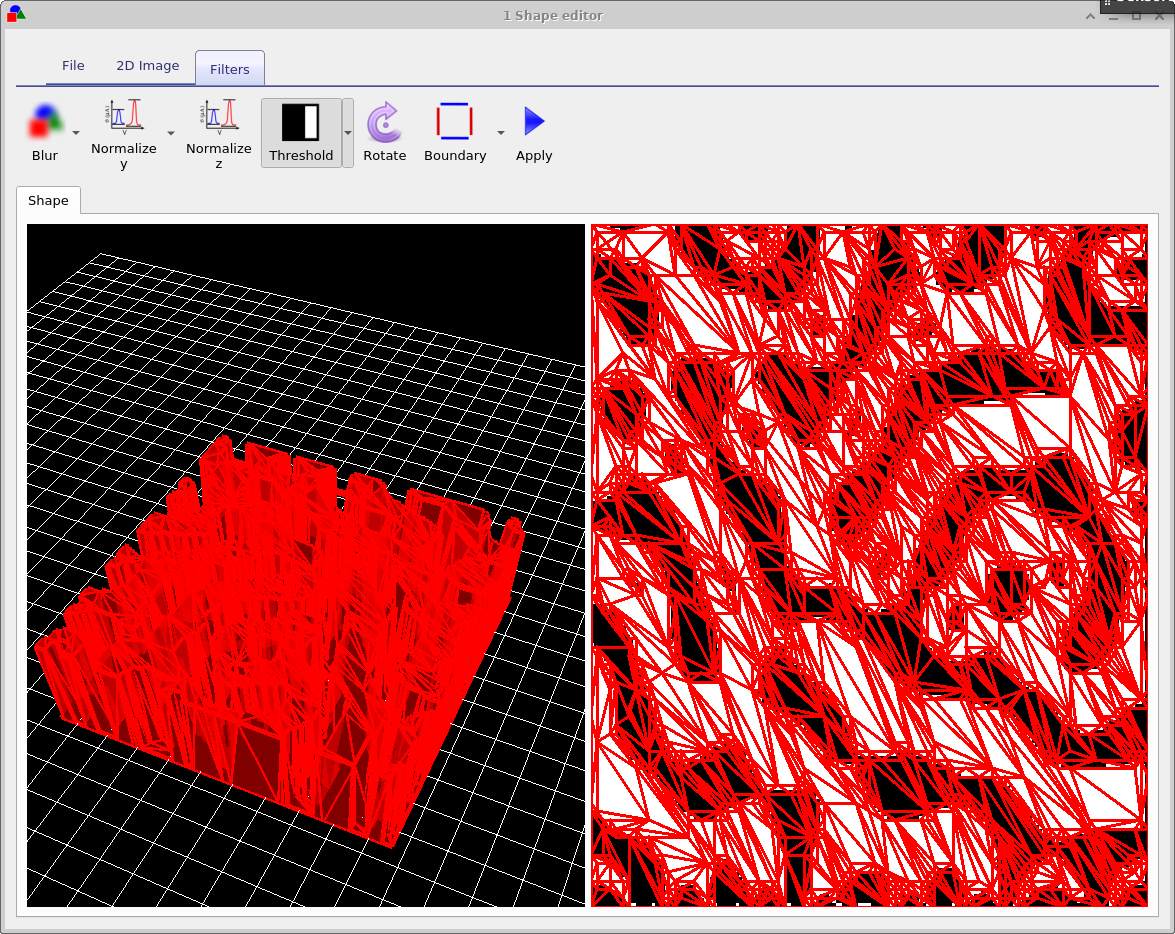 1 Shape editor
File
2D Image
Filters
Blur
Normalize
y
Normalize
z
Threshold
Rotate
Boundary
Apply
Shape